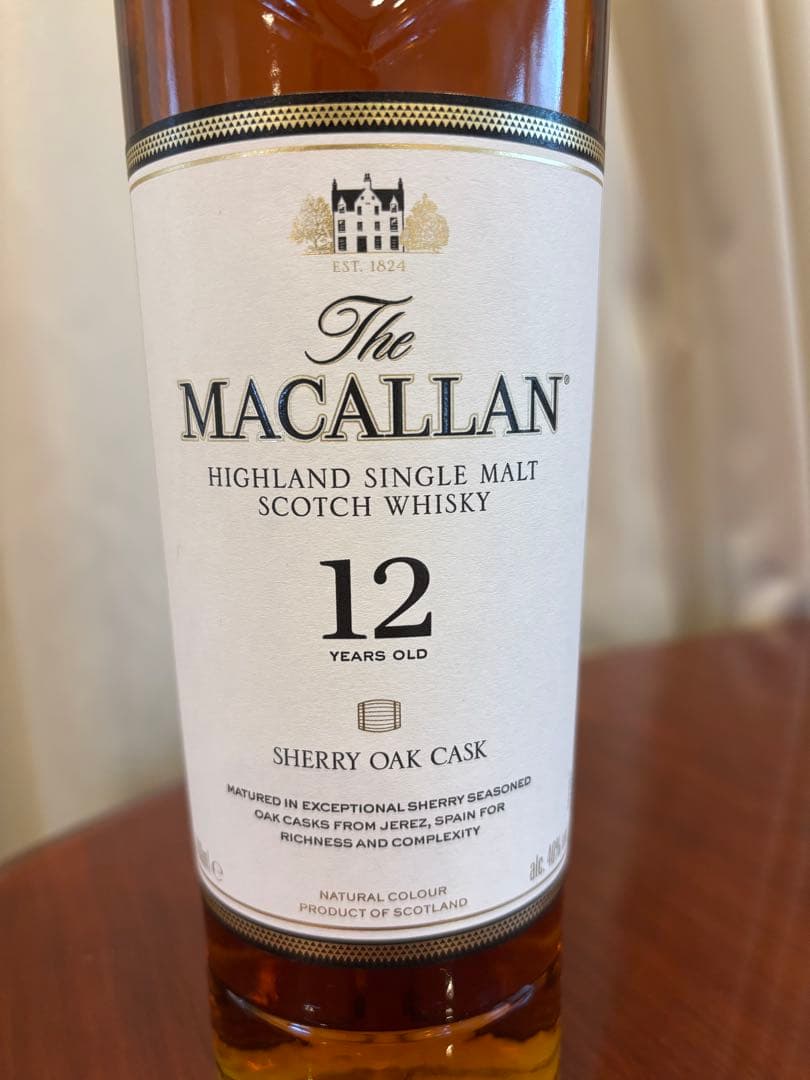 EST. 1824
The
MACALLAN®
HIGHLAND SINGLE MALT
SCOTCH WHISKY
12
YEARS OLD
SHERRY OAK CASK
MATURED IN EXCEPTIONAL SHERRY SEASONED
OAK CASKS FROM JEREZ, SPAIN FOR
RICHNESS AND COMPLEXITY
alc.
NATURAL COLOUR
PRODUCT OF SCOTLAND